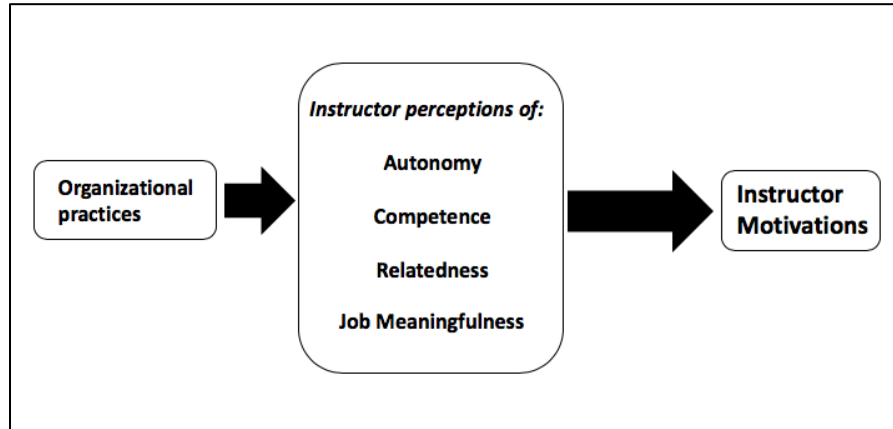 Organizational
practices
Instructor perceptions of:
Autonomy
Competence
Relatedness
Job Meaningfulness
Instructor
Motivations